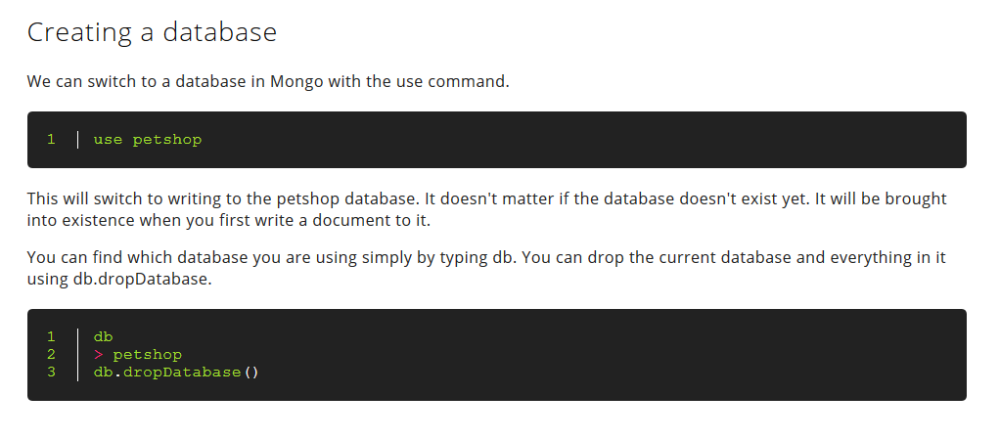 Creating a database
We can switch to a database in Mongo with the use command.
1 use petshop
This will switch to writing to the petshop database. It doesn't matter if the database doesn't exist yet. It will be brought
into existence when you first write a document to it.
You can find which database you are using simply by typing db. You can drop the current database and everything in it
using db.dropDatabase.
1 db
2 > petshop
3 db.dropDatabase()